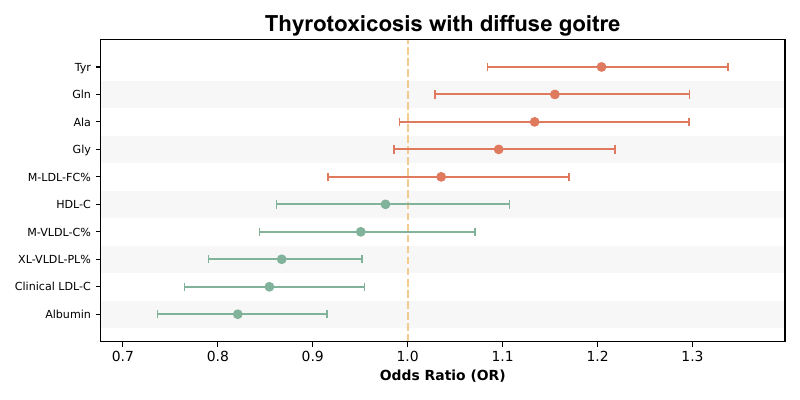 Thyrotoxicosis with diffuse goitre
Tyr
Gln
Ala
Gly
M-LDL-FC%
HDL-C
M-VLDL-C%
XL-VLDL-PL%
Clinical LDL-C
Albumin
0.7 0.8 0.9 1.0 1.1 1.2 1.3
Odds Ratio (OR)